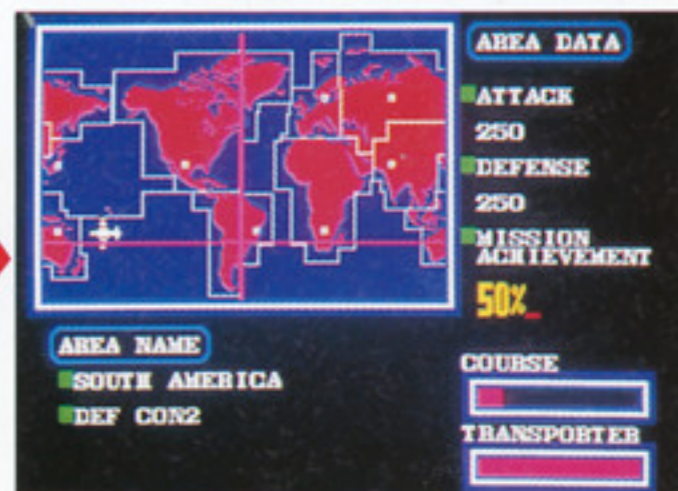 AREA DATA
ATTACK
250
DEFENSE
250
MISSION
ACHIEVEMENT
50%_
AREA NAME
SOUTH AMERICA
DEF CON2
COURSE
TRANSPORTER